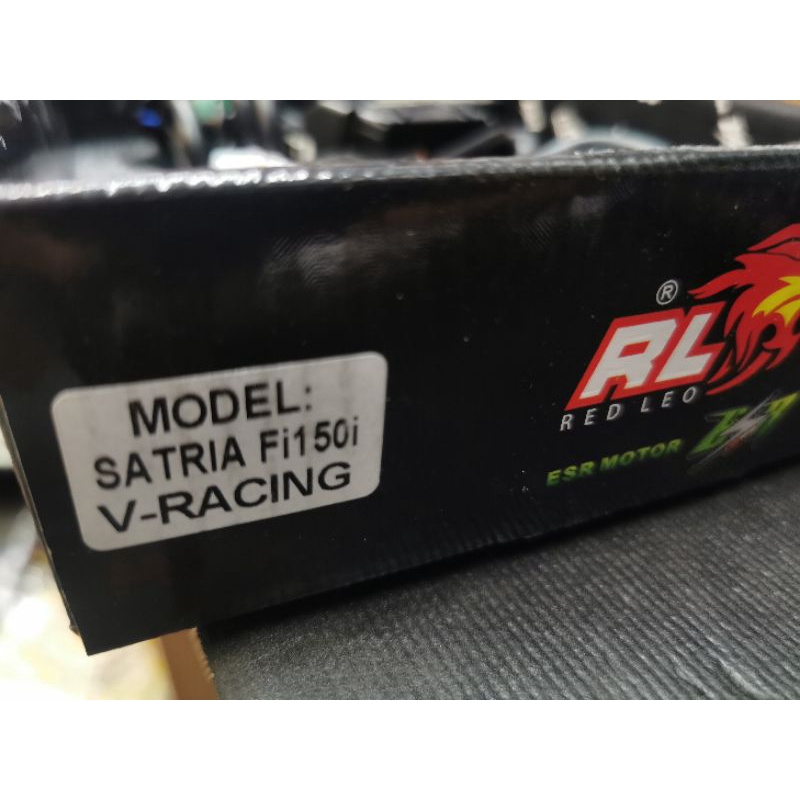 MODEL:
SATRIA Fi150i
V-RACING
®
RL
RED LEO
ESR MOTOR